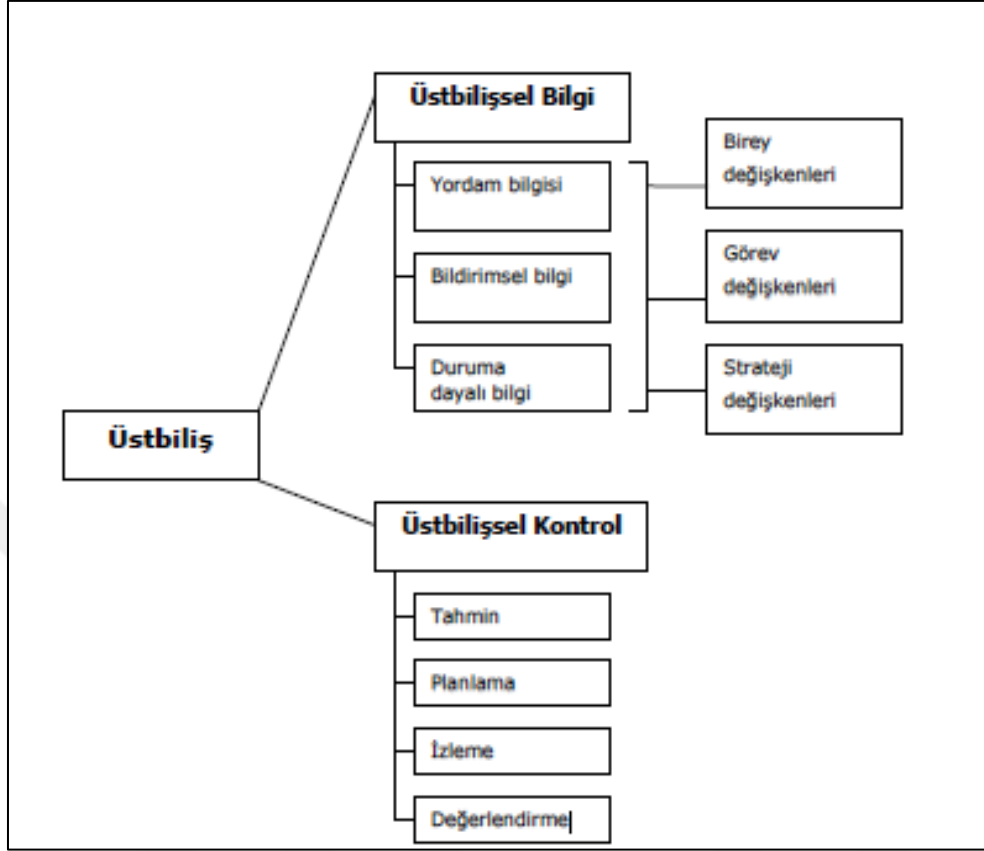 Üstbilişsel Bilgi
Yordam bilgisi
Bildirimsel bilgi
Duruma
dayalı bilgi
Birey
değişkenleri
Görev
değişkenleri
Strateji
değişkenleri
Üstbiliş
Üstbilişsel Kontrol
Tahmin
Planlama
İzleme
Değerlendirme